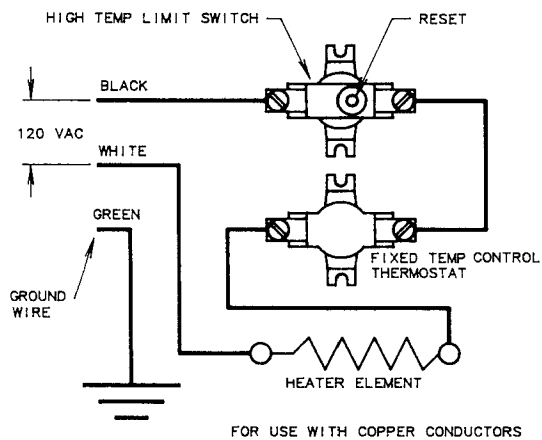 HIGH TEMP LIMIT SWITCH
RESET
BLACK
120 VAC
WHITE
GREEN
FIXED TEMP CONTROL
THERMOSTAT
GROUND
WIRE
HEATER ELEMENT
FOR USE WITH COPPER CONDUCTORS